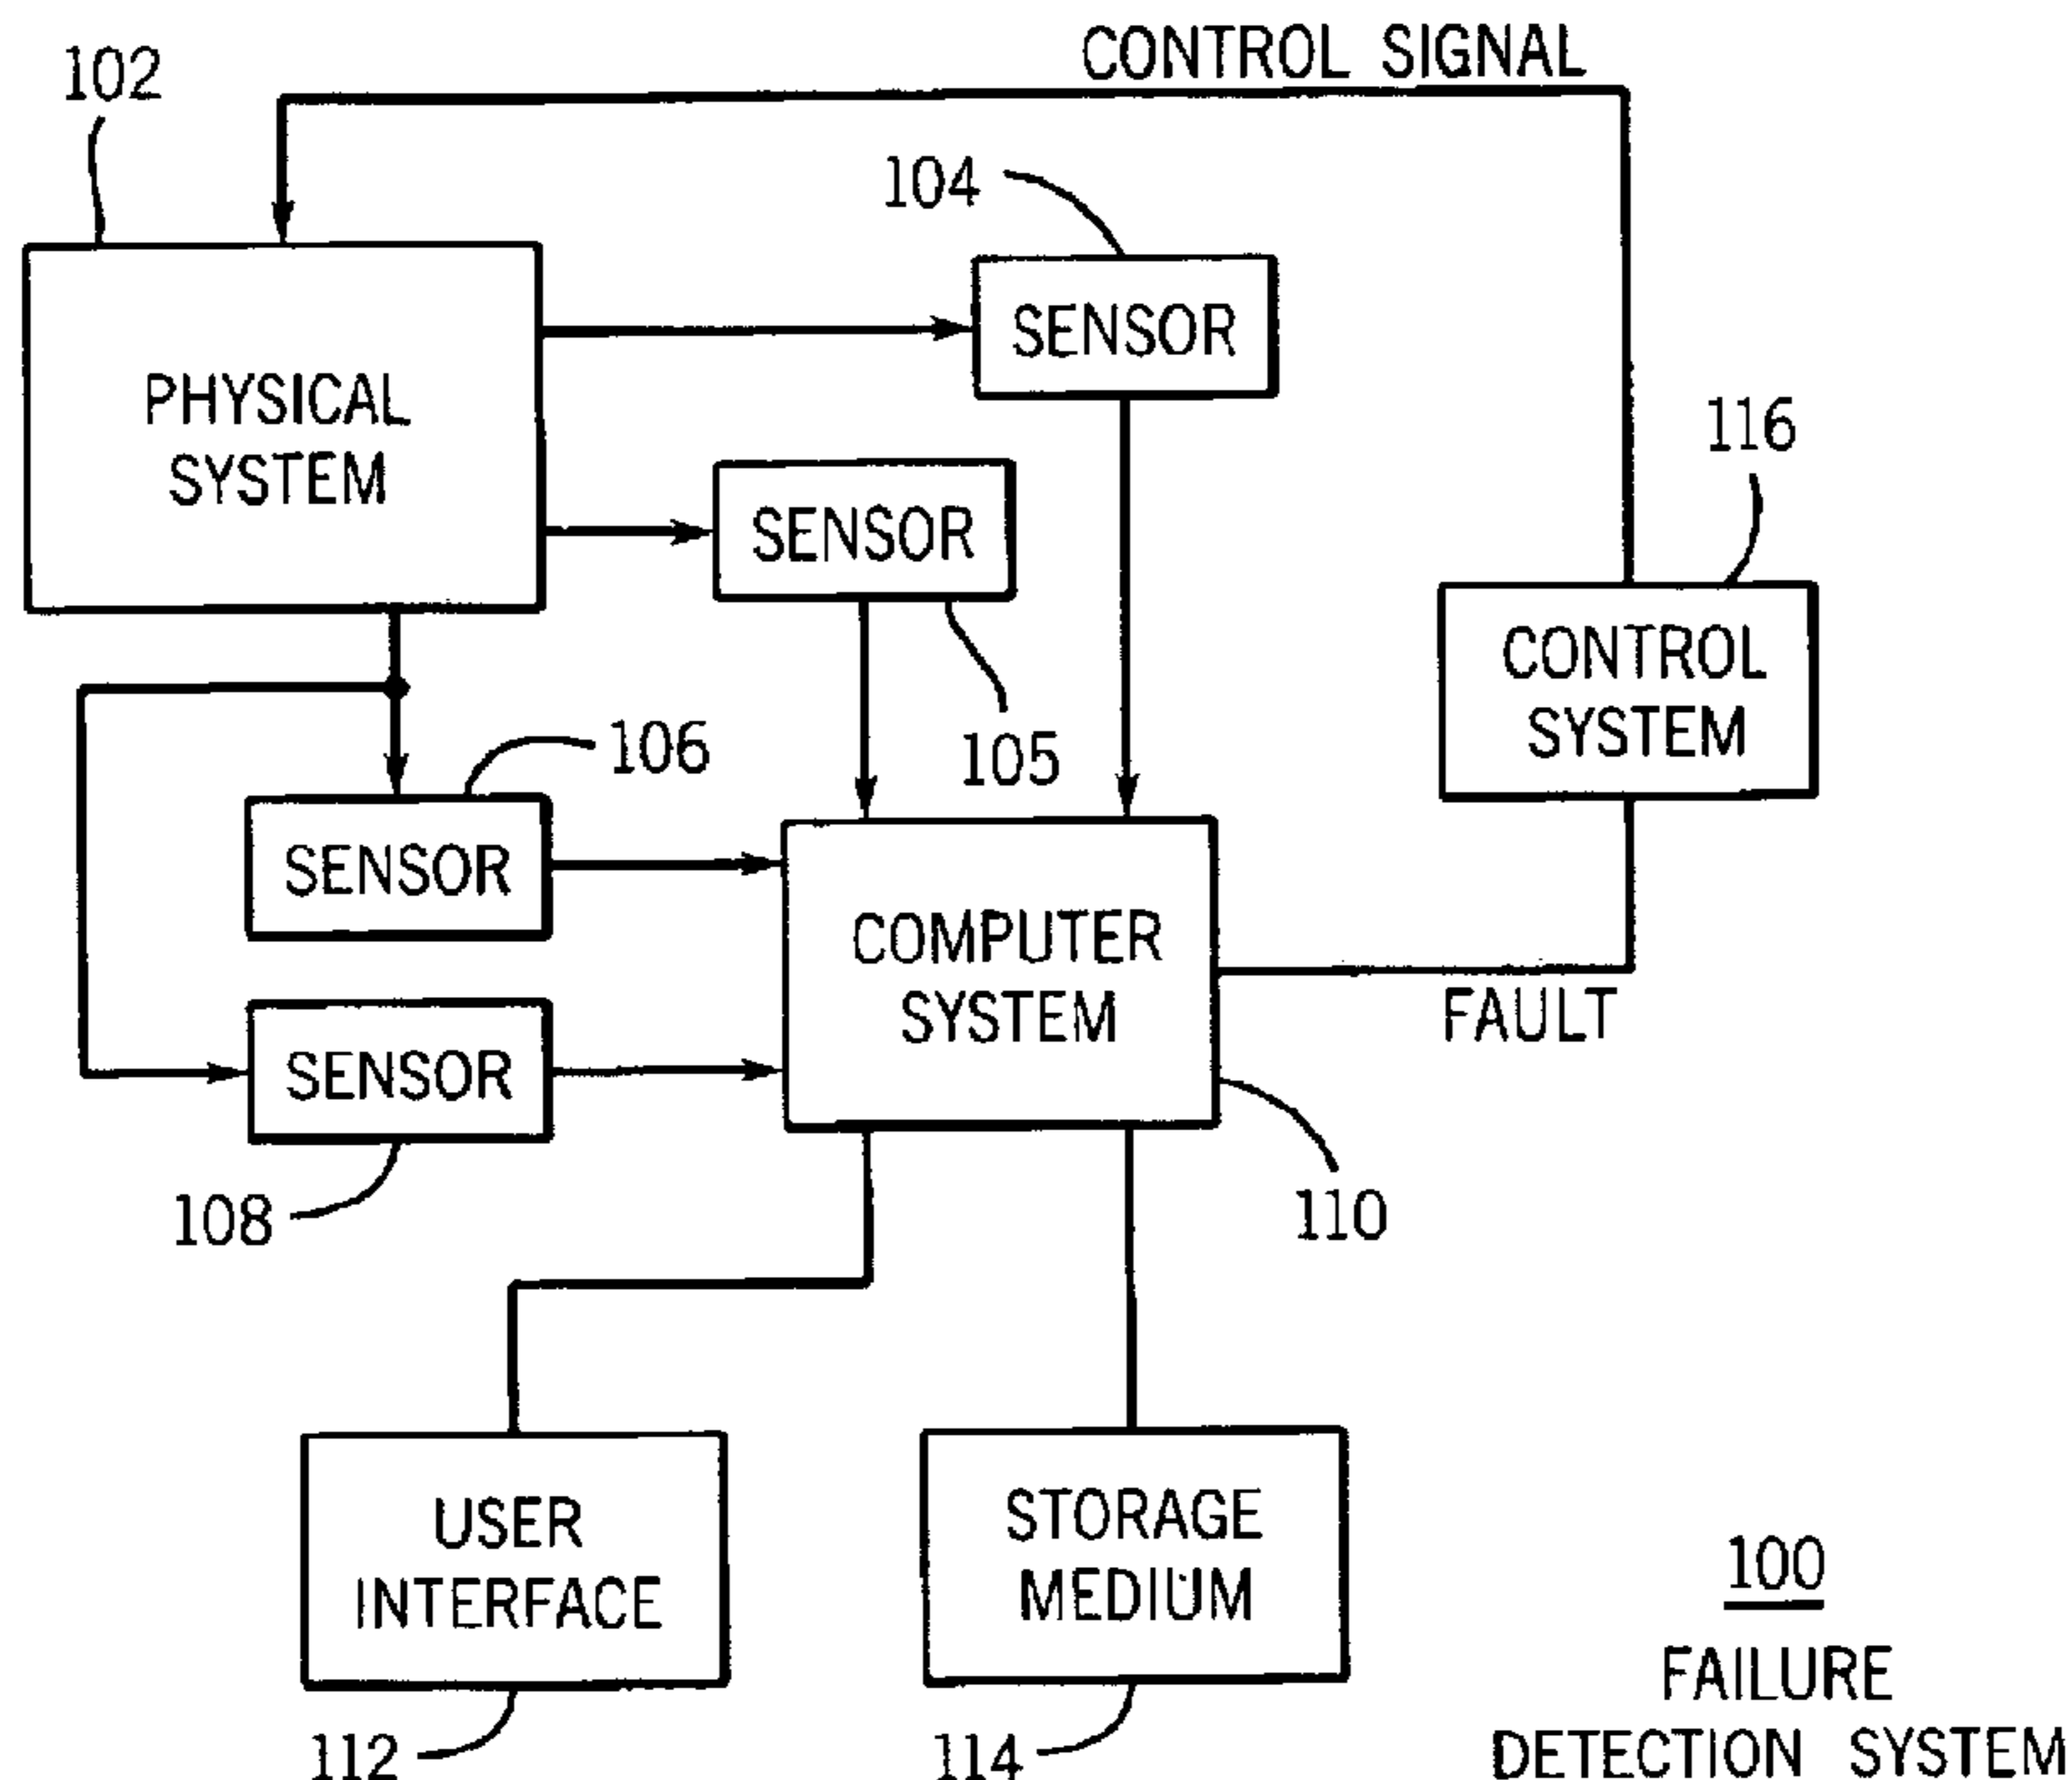 CONTROL SIGNAL
102
104
SENSOR
PHYSICAL
SYSTEM
116
SENSOR
CONTROL
SYSTEM
106
105
SENSOR
COMPUTER
SYSTEM
FAULT
SENSOR
108
110
USER
INTERFACE
STORAGE
MEDIUM
100
FAILURE
DETECTION SYSTEM
112
114